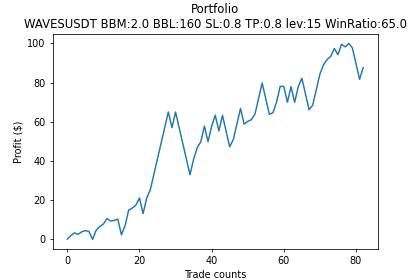 Portfolio
WAVESUSDT BBM:2.0 BBL:160 SL:0.8 TP:0.8 lev:15 WinRatio:65.0
100
80
60
40
20
0
Profit ($)
0 20 40 60 80
Trade counts